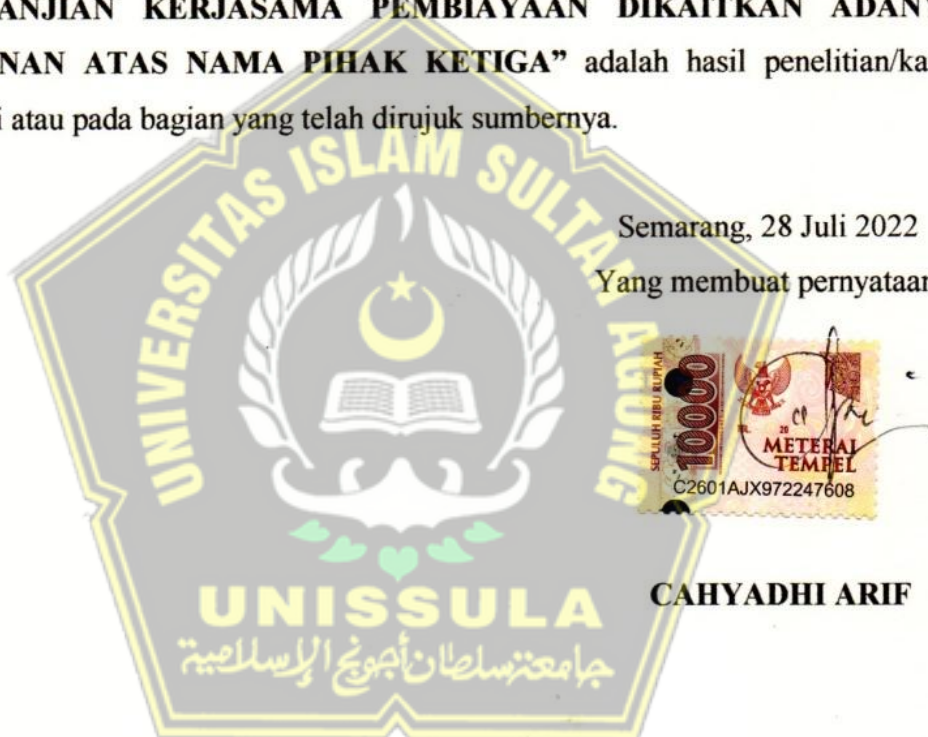 ANJIAN KERJASAMA PEMBIAYAAN DIKAITKAN ADAN
NAN ATAS NAMA PIHAK KETIGA” adalah hasil penelitian/ka
i atau pada bagian yang telah dirujuk sumbernya.
UNIVERSITAS ISLAM SULTAN AGUNG
Semarang, 28 Juli 2022
Yang membuat pernyataan
SEPULUH RIBU RUPIAH
10000
20
METERAI
TEMPEL
C2601AJX972247608
CAHYADHI ARIF
UNISSULA
جامعتنسلطان أجونج الإسلامية